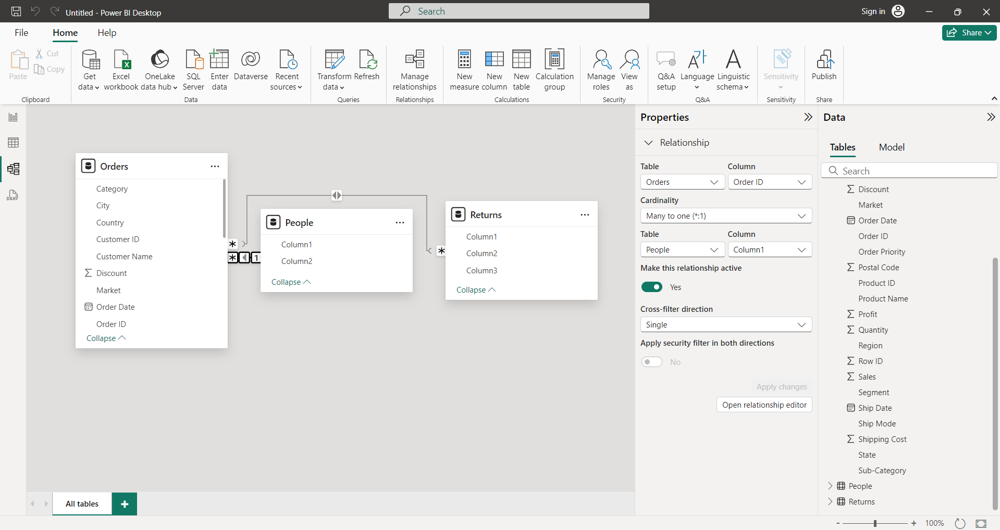 Untitled - Power BI Desktop
Search
Sign in
File
Home
Help
Share
Paste
Cut
Copy
Clipboard
Get data
Excel workbook
OneLake data hub
SQL Server
Enter data
Dataverse
Recent sources
Data
Transform data
Refresh
Queries
Manage relationships
Relationships
New measure
New column
New table
Calculation group
Calculations
Manage roles
View as
Security
Q&A setup
Language
Linguistic schema
Q&A
Sensitivity
Sensitivity
Publish
Share
DAX
Orders
...
Category
City
Country
Customer ID
Customer Name
Discount
Market
Order Date
Order ID
Collapse
*
*
1
People
...
Column1
Column2
Collapse
*
Returns
...
Column1
Column2
Column3
Collapse
All tables
+
Properties
Relationship
Table
Column
Orders
Order ID
Cardinality
Many to one (*:1)
Table
Column
People
Column1
Make this relationship active
Yes
Cross-filter direction
Single
Apply security filter in both directions
No
Apply changes
Open relationship editor
Data
Tables
Model
Search
Discount
Market
Order Date
Order ID
Order Priority
Postal Code
Product ID
Product Name
Profit
Quantity
Region
Row ID
Sales
Segment
Ship Date
Ship Mode
Shipping Cost
State
Sub-Category
People
Returns
- + 100%